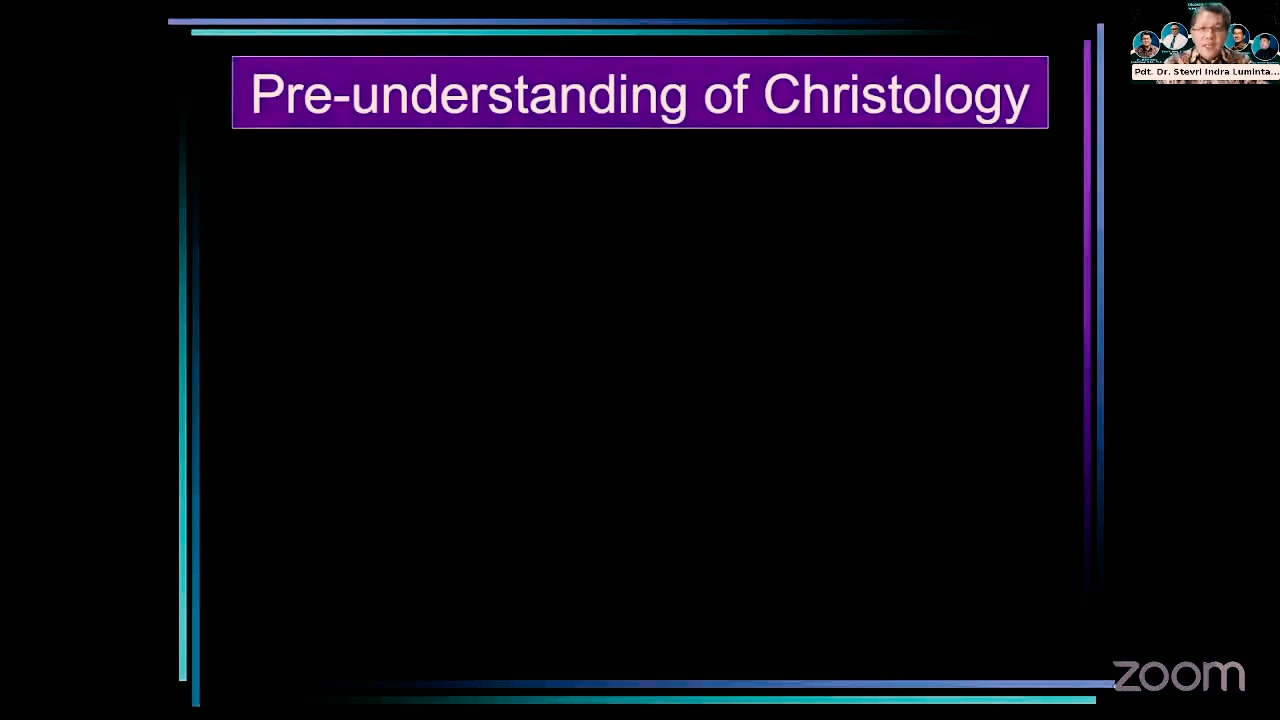 Pre-understanding of Christology
Pdt. Dr. Stevri Indra Luminta...
zoom